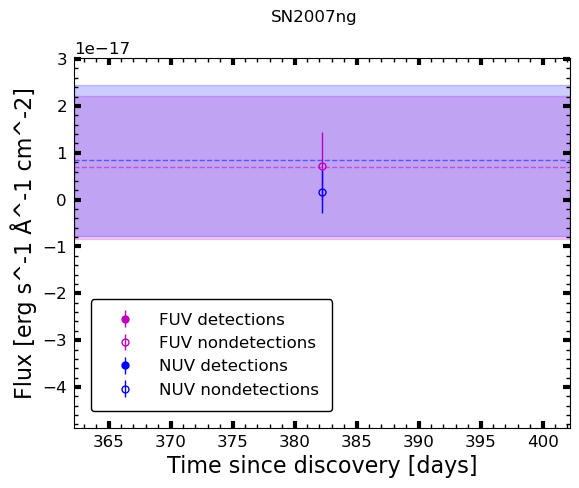 SN2007ng
1e−17
3
2
1
0
−1
−2
−3
−4
Flux [erg s^-1 Å^-1 cm^-2]
FUV detections
FUV nondetections
NUV detections
NUV nondetections
365 370 375 380 385 390 395 400
Time since discovery [days]